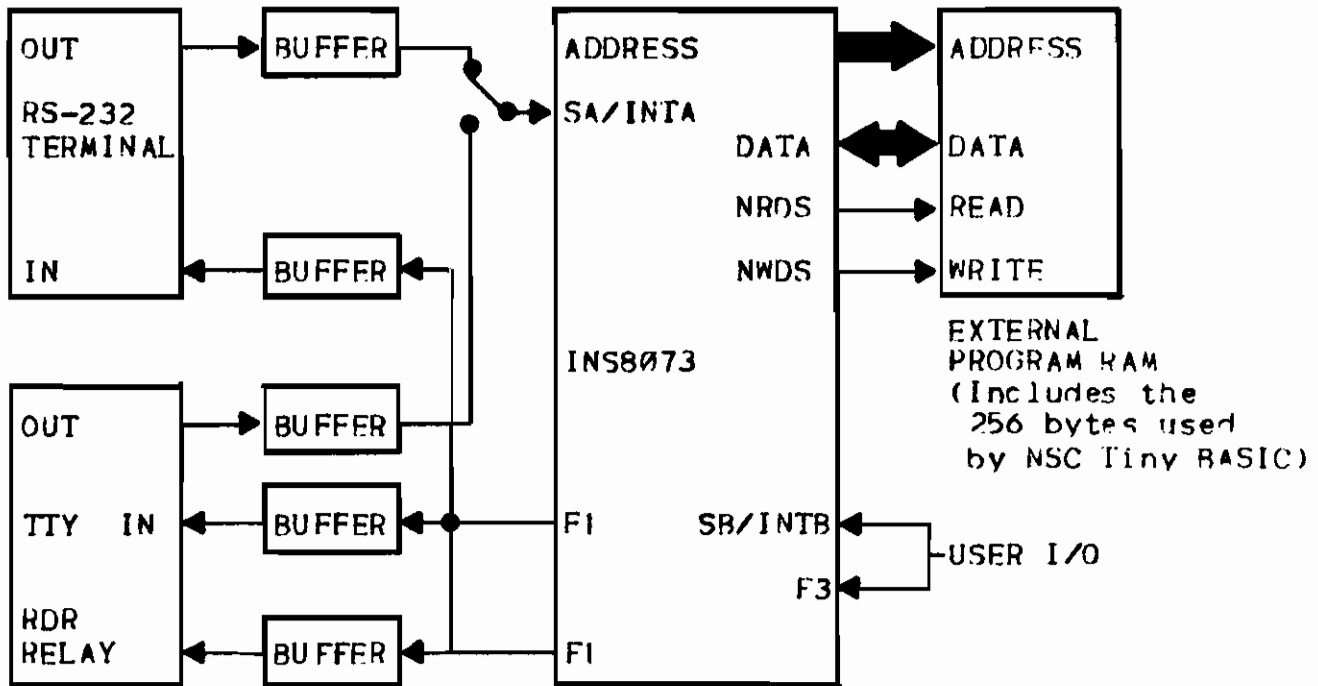 OUT
RS-232
TERMINAL
IN
BUFFER
BUFFER
OUT
TTY IN
RDR
RELAY
BUFFER
BUFFER
BUFFER
ADDRESS
SA/INTA
DATA
NRDS
NWDS
INS8073
F1
SB/INTB
F3
F1
ADDRESS
DATA
READ
WRITE
EXTERNAL
PROGRAM RAM
(Includes the
256 bytes used
by NSC Tiny BASIC)
USER I/O